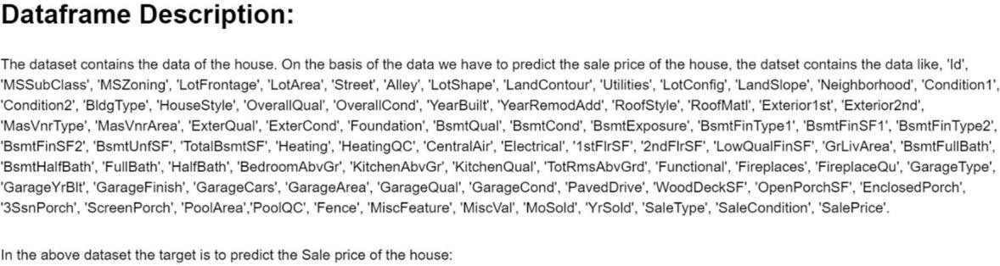 Dataframe Description:
The dataset contains the data of the house. On the basis of the data we have to predict the sale price of the house, the datset contains the data like, 'Id',
'MSSubClass', 'MSZoning', 'LotFrontage', 'LotArea', 'Street', 'Alley', 'LotShape', 'LandContour', 'Utilities', 'LotConfig', 'LandSlope', 'Neighborhood', 'Condition1',
'Condition2', 'BldgType', 'HouseStyle', 'OverallQual', 'OverallCond', 'YearBuilt', 'YearRemodAdd', 'RoofStyle', 'RoofMatl', 'Exterior1st', 'Exterior2nd',
'MasVnrType', 'MasVnrArea', 'ExterQual', 'ExterCond', 'Foundation', 'BsmtQual', 'BsmtCond', 'BsmtExposure', 'BsmtFinType1', 'BsmtFinSF1', 'BsmtFinType2',
'BsmtFinSF2', 'BsmtUnfSF', 'TotalBsmtSF', 'Heating', 'HeatingQC', 'CentralAir', 'Electrical', '1stFlrSF', '2ndFlrSF', 'LowQualFinSF', 'GrLivArea', 'BsmtFullBath',
'BsmtHalfBath', 'FullBath', 'HalfBath', 'BedroomAbvGr', 'KitchenAbvGr', 'KitchenQual', 'TotRmsAbvGrd', 'Functional', 'Fireplaces', 'FireplaceQu', 'GarageType',
'GarageYrBlt', 'GarageFinish', 'GarageCars', 'GarageArea', 'GarageQual', 'GarageCond', 'PavedDrive', 'WoodDeckSF', 'OpenPorchSF', 'EnclosedPorch',
'3SsnPorch', 'ScreenPorch', 'PoolArea','PoolQC', 'Fence', 'MiscFeature', 'MiscVal', 'MoSold', 'YrSold', 'SaleType', 'SaleCondition', 'SalePrice'.
In the above dataset the target is to predict the Sale price of the house: